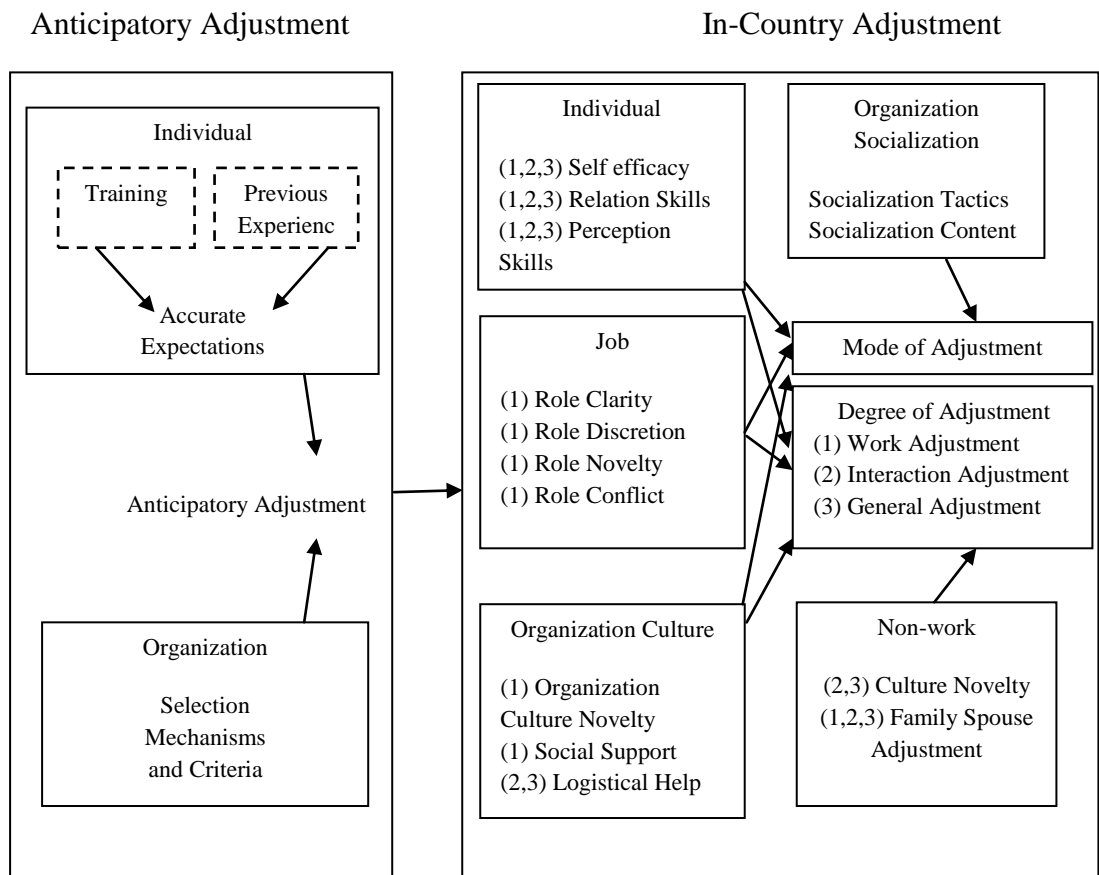 Anticipatory Adjustment
In-Country Adjustment
Individual
Training
Previous
Experienc
Accurate
Expectations
Anticipatory Adjustment
Organization
Selection
Mechanisms
and Criteria
Individual
(1,2,3) Self efficacy
(1,2,3) Relation Skills
(1,2,3) Perception
Skills
Job
(1) Role Clarity
(1) Role Discretion
(1) Role Novelty
(1) Role Conflict
Organization Culture
(1) Organization
Culture Novelty
(1) Social Support
(2,3) Logistical Help
Organization
Socialization
Socialization Tactics
Socialization Content
Mode of Adjustment
Degree of Adjustment
(1) Work Adjustment
(2) Interaction Adjustment
(3) General Adjustment
Non-work
(2,3) Culture Novelty
(1,2,3) Family Spouse
Adjustment